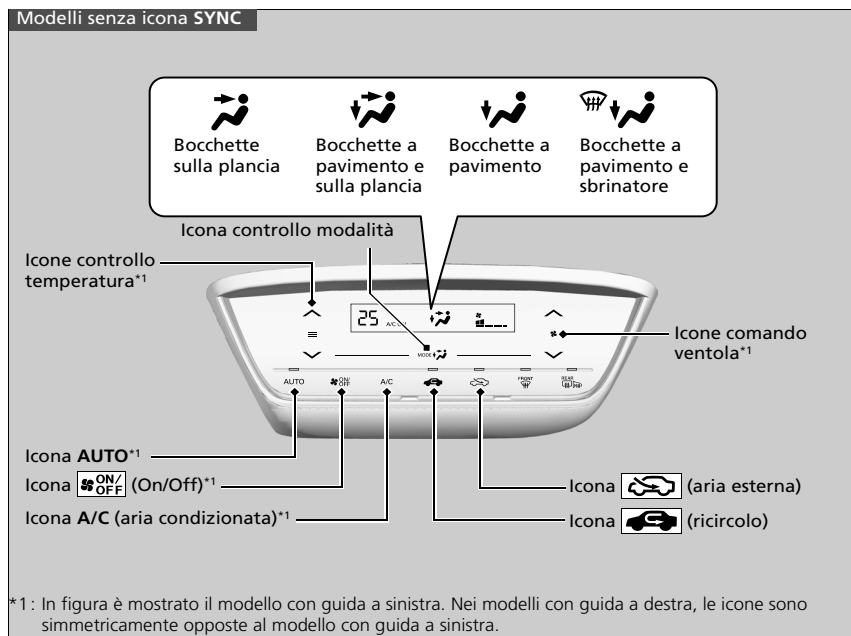 Modelli senza icona SYNC
Bocchette
sulla plancia
Bocchette a
pavimento e
sulla plancia
Bocchette a
pavimento
Bocchette a
pavimento e
sbrinatore
Icona controllo modalità
Icone controllo
temperatura*1
25 A/C
MODE
Icone comando
ventola*1
AUTO
ON/
OFF
A/C
FRONT
REAR
Icona AUTO*1
Icona ON/OFF (On/Off)*1
Icona A/C (aria condizionata)*1
Icona (aria esterna)
Icona (ricircolo)
*1: In figura è mostrato il modello con guida a sinistra. Nei modelli con guida a destra, le icone sono
simmetricamente opposte al modello con guida a sinistra.